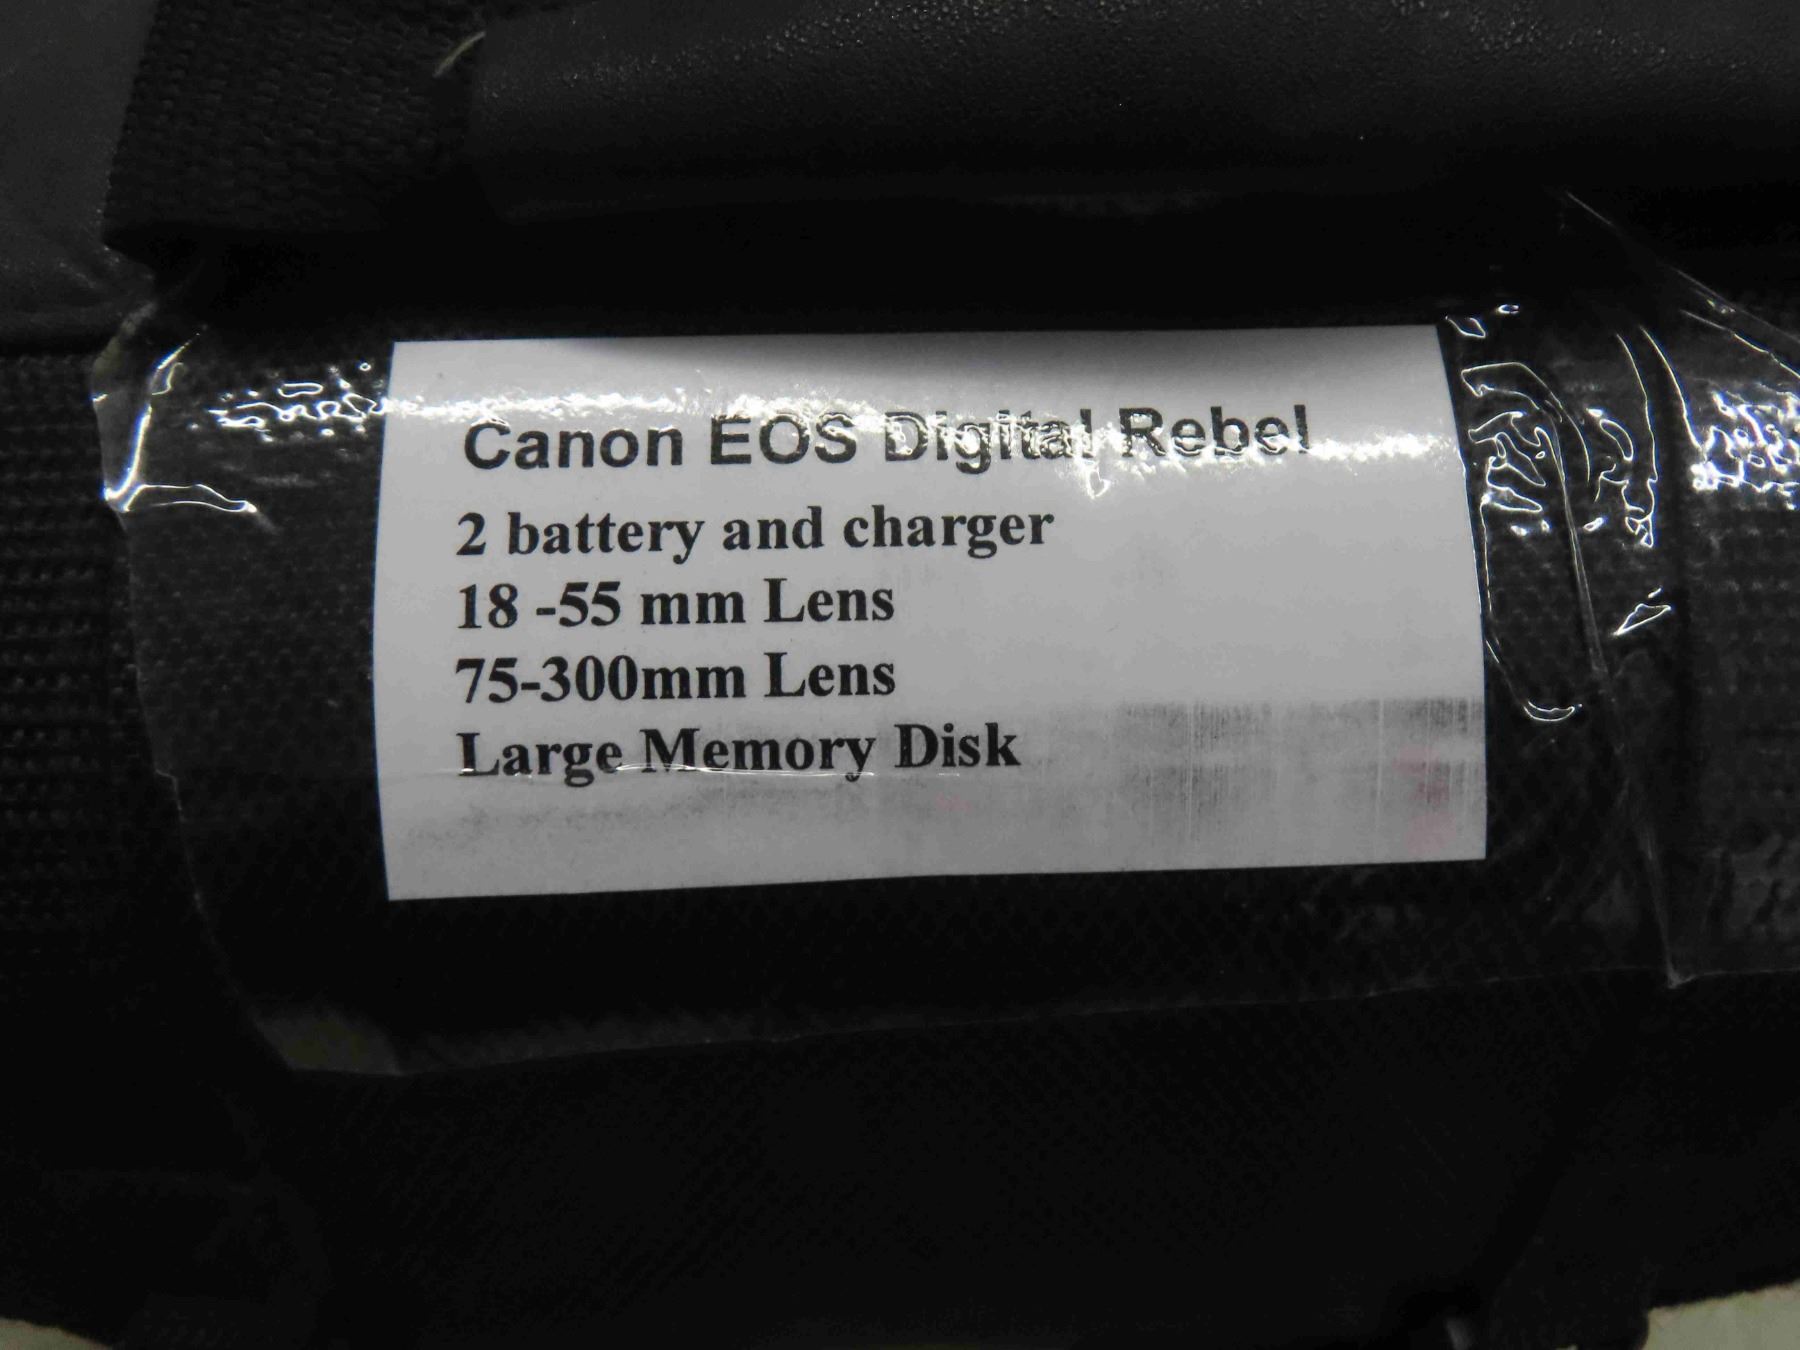 Canon EOS Digital Rebel
2 battery and charger
18 -55 mm Lens
75-300mm Lens
Large Memory Disk